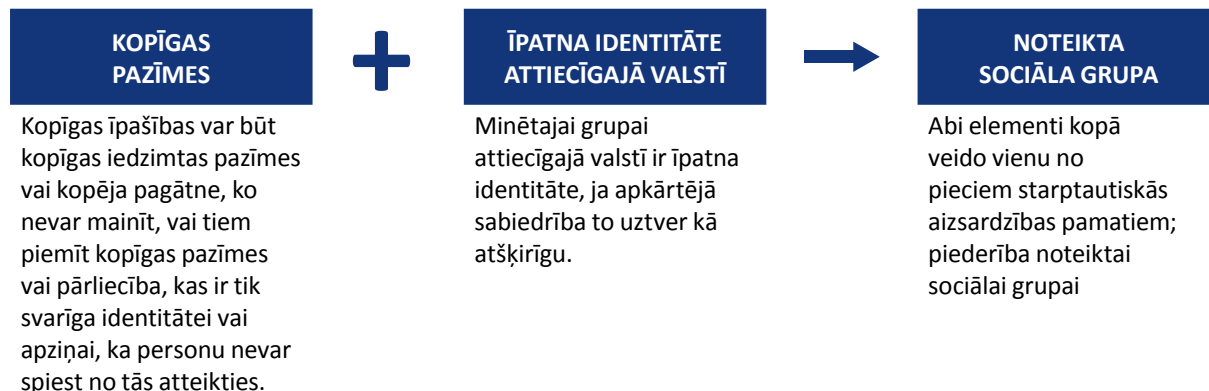 KOPĪGAS
PAZĪMES
Kopīgas īpašības var būt
kopīgas iedzimtas pazīmes
vai kopēja pagātne, ko
nevar mainīt, vai tiem
piemīt kopīgas pazīmes
vai pārliecība, kas ir tik
svarīga identitātei vai
apziņai, ka personu nevar
spiest no tās atteikties.
ĪPATNA IDENTITĀTE
ATTIECĪGAJĀ VALSTĪ
Minētajai grupai
attiecīgajā valstī ir īpatna
identitāte, ja apkārtējā
sabiedrība to uztver kā
atšķirīgu.
NOTEIKTA
SOCIĀLA GRUPA
Abi elementi kopā
veido vienu no
pieciem starptautiskās
aizsardzības pamatiem;
piederība noteiktai
sociālai grupai